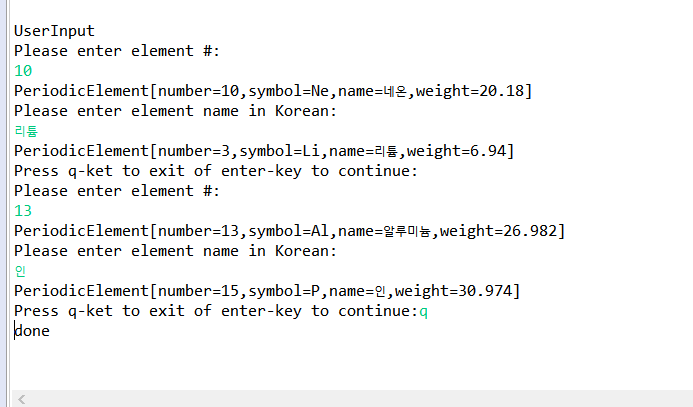 UserInput
Please enter element #:
10
PeriodicElement[number=10,symbol=Ne,name=네온,weight=20.18]
Please enter element name in Korean:
리튬
PeriodicElement[number=3,symbol=Li,name=리튬,weight=6.94]
Press q-ket to exit of enter-key to continue:
Please enter element #:
13
PeriodicElement[number=13,symbol=Al,name=알루미늄,weight=26.982]
Please enter element name in Korean:
인
PeriodicElement[number=15,symbol=P,name=인,weight=30.974]
Press q-ket to exit of enter-key to continue:q
done